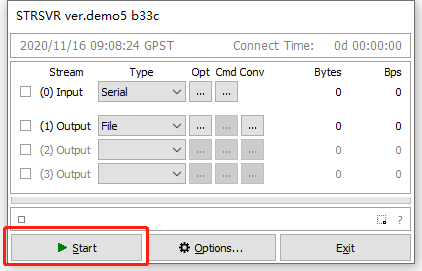 STRSVR ver.demo5 b33c
2020/11/16 09:08:24 GPST Connect Time: 0d 00:00:00
Stream Type Opt Cmd Conv Bytes Bps
(0) Input Serial ... ... 0 0
(1) Output File ... ... ... 0 0
(2) Output ... ... ... 0 0
(3) Output ... ... ... 0 0
?
Start Options... Exit